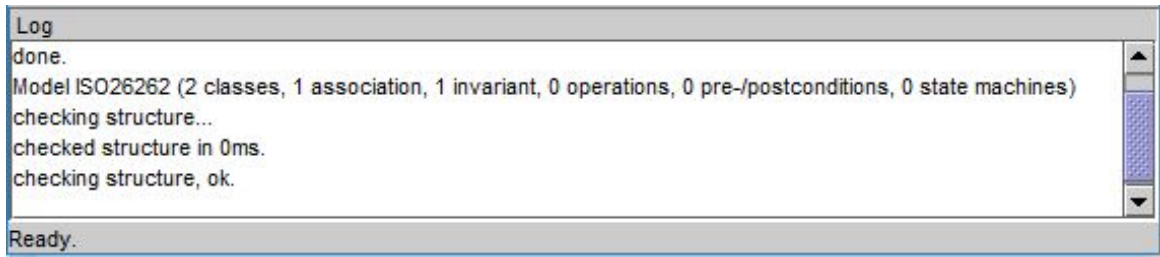 Log
done.
Model ISO26262 (2 classes, 1 association, 1 invariant, 0 operations, 0 pre-/postconditions, 0 state machines)
checking structure...
checked structure in 0ms.
checking structure, ok.
Ready.